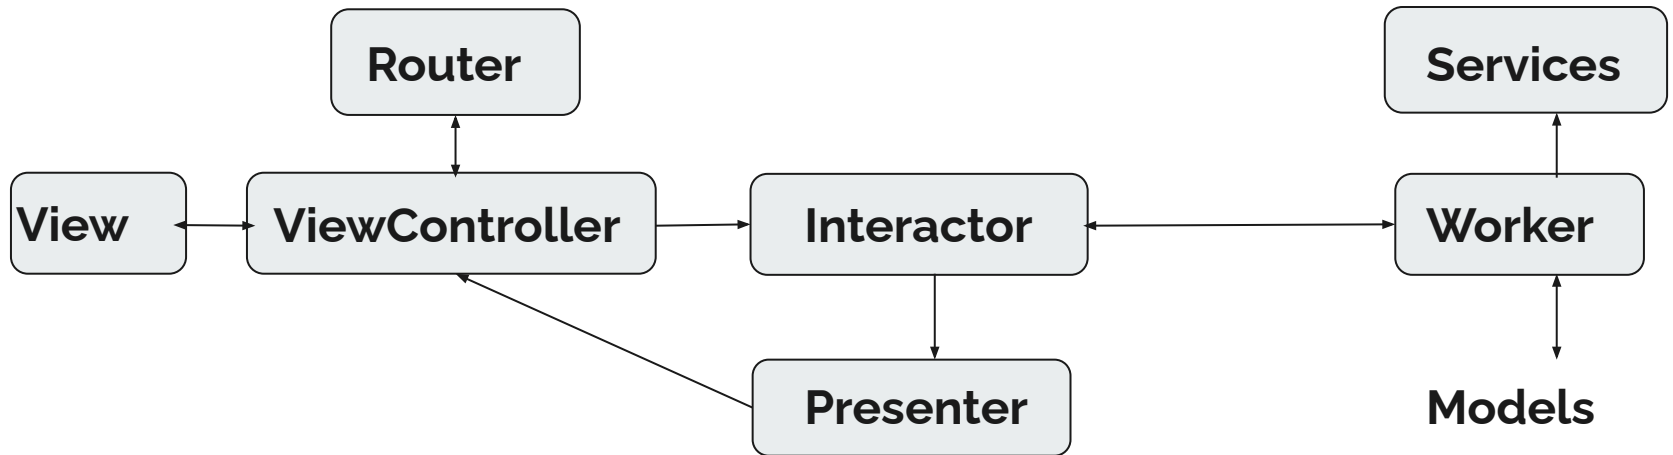 Router
Services
View
ViewController
Interactor
Worker
Presenter
Models